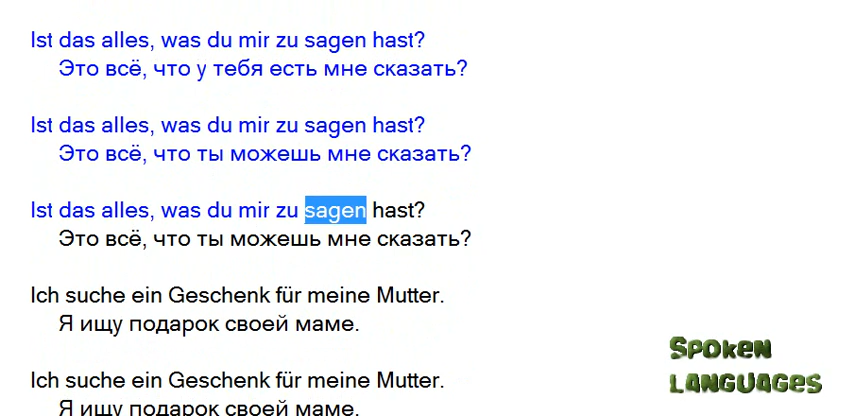 Ist das alles, was du mir zu sagen hast?
Это всё, что у тебя есть мне сказать?
Ist das alles, was du mir zu sagen hast?
Это всё, что ты можешь мне сказать?
Ist das alles, was du mir zu sagen hast?
Это всё, что ты можешь мне сказать?
Ich suche ein Geschenk für meine Mutter.
Я ищу подарок своей маме.
Ich suche ein Geschenk für meine Mutter.
Я ищу подарок своей маме.
Spoken
Languages